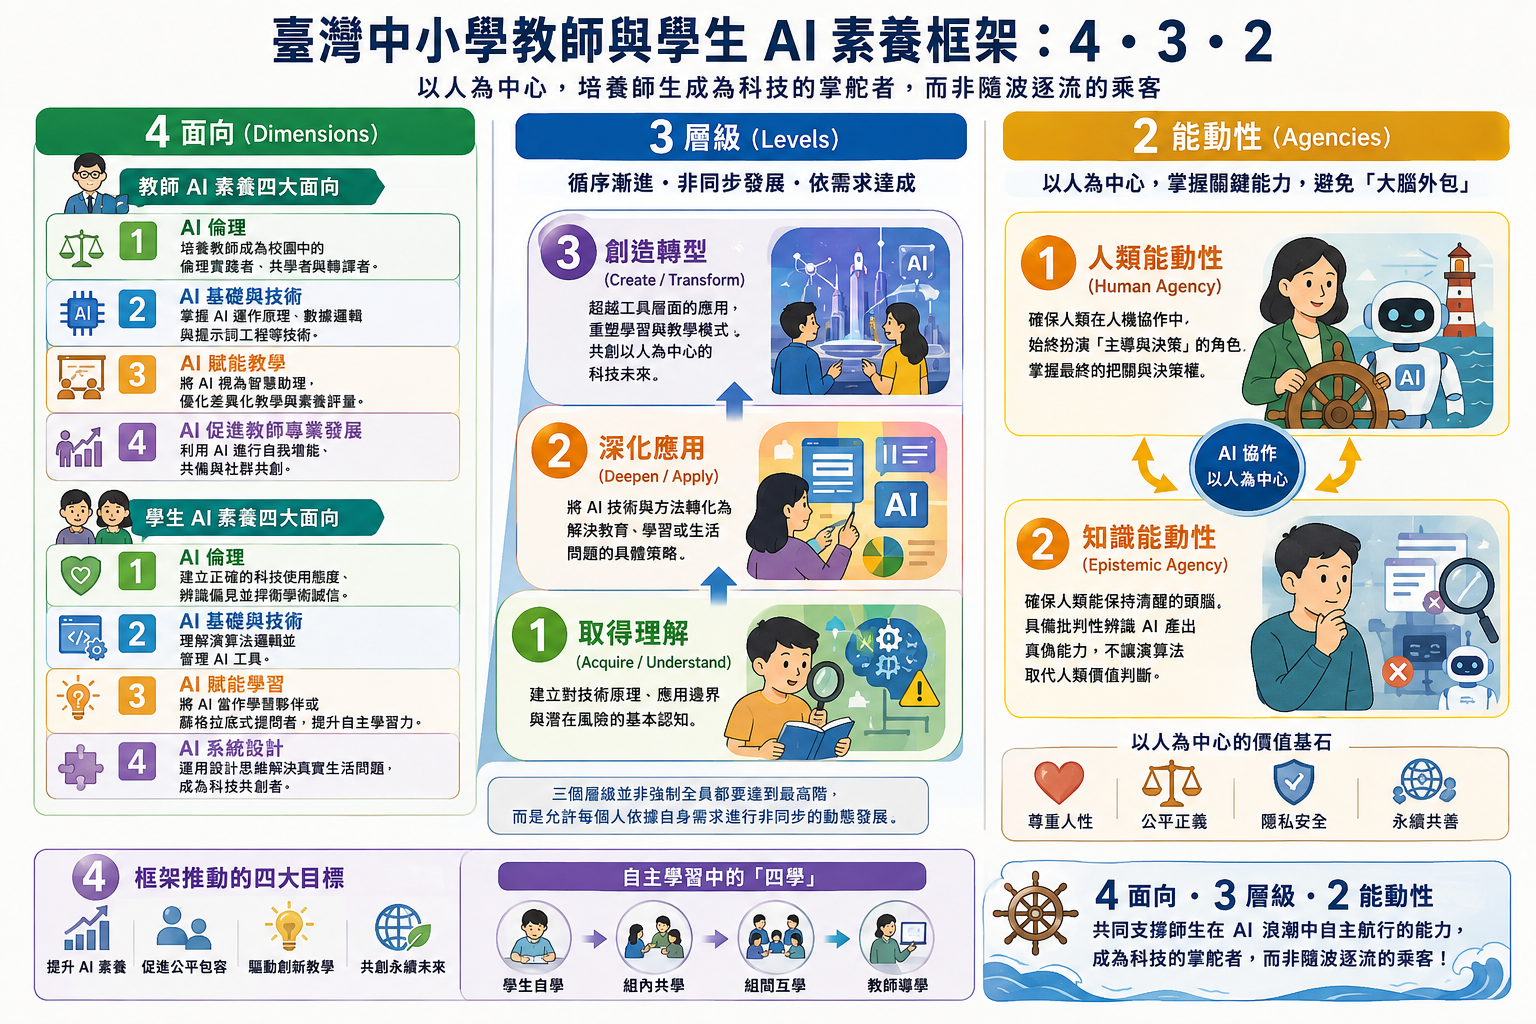 臺灣中小學教師與學生 AI 素養框架：4・3・2
以人為中心，培養師生成為科技的掌舵者，而非隨波逐流的乘客
4 面向 (Dimensions)
教師 AI 素養四大面向
1
AI 倫理
培養教師成為校園中的
倫理實踐者、共學者與轉譯者。
AI
2
AI 基礎與技術
掌握 AI 運作原理、數據邏輯
與提示詞工程等技術。
3
AI 賦能教學
將 AI 視為智慧助理，
優化差異化教學與素養評量。
4
AI 促進教師專業發展
利用 AI 進行自我增能、
共備與社群共創。
學生 AI 素養四大面向
1
AI 倫理
建立正確的科技使用態度、
辨識偏見並捍衛學術誠信。
</>
2
AI 基礎與技術
理解演算法邏輯並
管理 AI 工具。
?
3
AI 賦能學習
將 AI 當作學習夥伴或
蘇格拉底式提問者，提升自主學習力。
4
AI 系統設計
運用設計思維解決真實生活問題，
成為科技共創者。
3 層級 (Levels)
循序漸進・非同步發展・依需求達成
3
創造轉型
(Create / Transform)
超越工具層面的應用，
重塑學習與教學模式。
共創以人為中心的
科技未來。
AI
2
深化應用
(Deepen / Apply)
將 AI 技術與方法轉化為
解決教育、學習或生活
問題的具體策略。
AI
1
取得理解
(Acquire / Understand)
建立對技術原理、應用邊界
與潛在風險的基本認知。
!
三個層級並非強制全員都要達到最高階，
而是允許每個人依據自身需求進行非同步的動態發展。
2 能動性 (Agencies)
以人為中心，掌握關鍵能力，避免「大腦外包」
1
人類能動性
(Human Agency)
確保人類在人機協作中，
始終扮演「主導與決策」的角色，
掌握最終的把關與決策權。
AI
AI 協作
以人為中心
2
知識能動性
(Epistemic Agency)
確保人類能保持清醒的頭腦。
具備批判性辨識 AI 產出
真偽能力，不讓演算法
取代人類價值判斷。
以人為中心的價值基石
尊重人性
公平正義
隱私安全
永續共善
4 框架推動的四大目標
提升 AI 素養
促進公平包容
驅動創新教學
共創永續未來
自主學習中的「四學」
學生自學
組內共學
組間互學
教師導學
4 面向・3 層級・2 能動性
共同支撐師生在 AI 浪潮中自主航行的能力，
成為科技的掌舵者，而非隨波逐流的乘客！